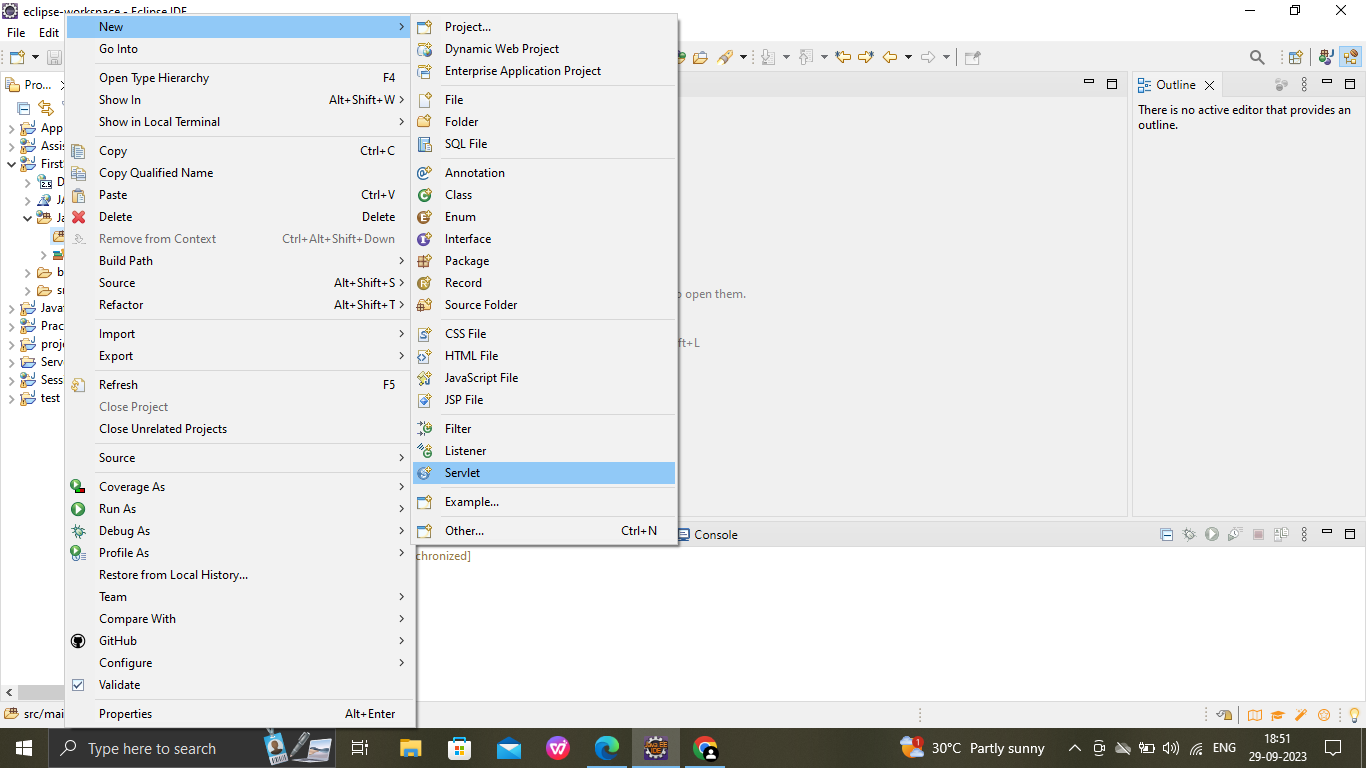 eclipse-workspace - Eclipse IDE
File Edit
Pro...
App
Assi
First
Ja
Java
Prac
proj
Serv
Sess
test
src/mai
New
Go Into
Open Type Hierarchy F4
Show In Alt+Shift+W
Show in Local Terminal
Copy Ctrl+C
Copy Qualified Name
Paste Ctrl+V
Delete Delete
Remove from Context Ctrl+Alt+Shift+Down
Build Path
Source Alt+Shift+S
Refactor Alt+Shift+T
Import
Export
Refresh F5
Close Project
Close Unrelated Projects
Source
Coverage As
Run As
Debug As
Profile As
Restore from Local History...
Team
Compare With
GitHub
Configure
Validate
Properties Alt+Enter
Project...
Dynamic Web Project
Enterprise Application Project
File
Folder
SQL File
Annotation
Class
Enum
Interface
Package
Record
Source Folder
CSS File
HTML File
JavaScript File
JSP File
Filter
Listener
Servlet
Example...
Other... Ctrl+N
open them.
ft+L
Outline
There is no active editor that provides an
outline.
Console
chronized]
Type here to search
1
30°C Partly sunny
ENG
18:51
29-09-2023